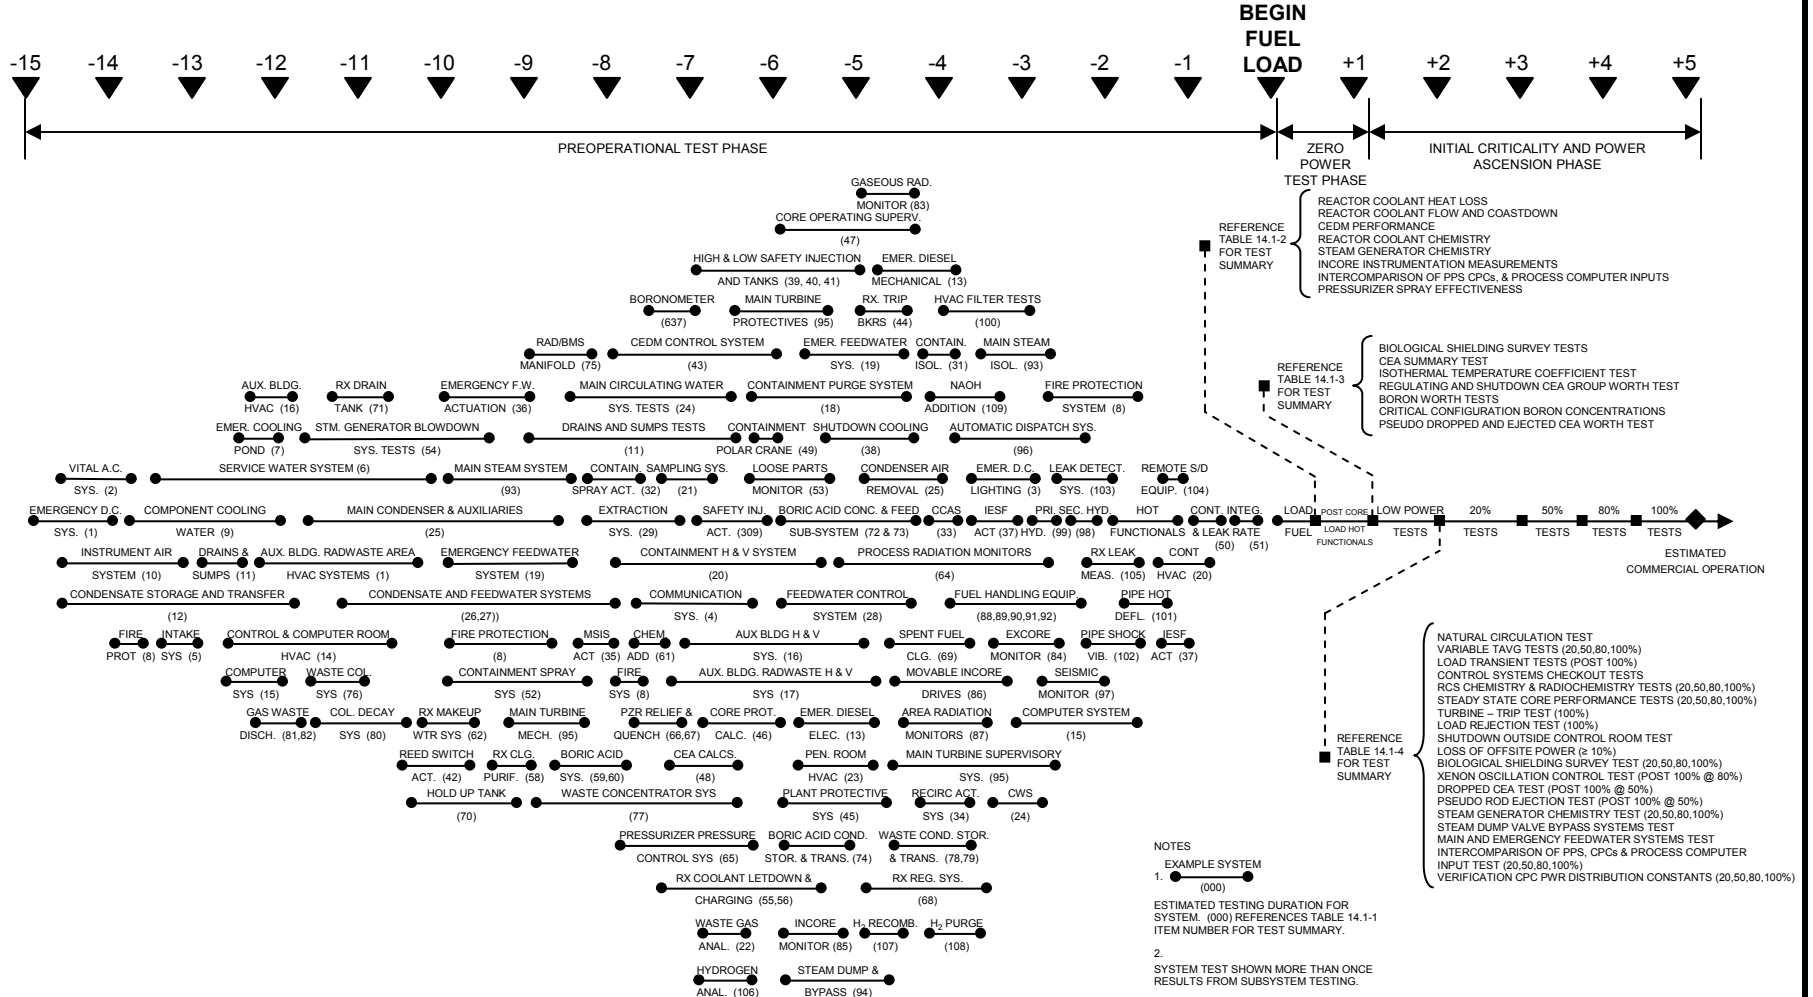 BEGIN
FUEL
LOAD
-15 -14 -13 -12 -11 -10 -9 -8 -7 -6 -5 -4 -3 -2 -1 +1 +2 +3 +4 +5
PREOPERATIONAL TEST PHASE
ZERO
POWER
TEST PHASE
INITIAL CRITICALITY AND POWER
ASCENSION PHASE
GASEOUS RAD.
MONITOR (83)
CORE OPERATING SUPERV.
(47)
HIGH & LOW SAFETY INJECTION
AND TANKS (39, 40, 41)
EMER. DIESEL
MECHANICAL (13)
BORONOMETER
(637)
MAIN TURBINE
PROTECTIVES (95)
RX. TRIP
BKRS (44)
HVAC FILTER TESTS
(100)
RAD/BMS
MANIFOLD (75)
CEDM CONTROL SYSTEM
(43)
EMER. FEEDWATER
SYS. (19)
CONTAIN.
ISOL. (31)
MAIN STEAM
ISOL. (93)
AUX. BLDG.
HVAC (16)
RX DRAIN
TANK (71)
EMERGENCY F.W.
ACTUATION (36)
MAIN CIRCULATING WATER
SYS. TESTS (24)
CONTAINMENT PURGE SYSTEM
(18)
NAOH
ADDITION (109)
FIRE PROTECTION
SYSTEM (8)
EMER. COOLING
POND (7)
STM. GENERATOR BLOWDOWN
SYS. TESTS (54)
DRAINS AND SUMPS TESTS
(11)
CONTAINMENT
POLAR CRANE (49)
SHUTDOWN COOLING
(38)
AUTOMATIC DISPATCH SYS.
(96)
VITAL A.C.
SYS. (2)
SERVICE WATER SYSTEM (6)
MAIN STEAM SYSTEM
(93)
CONTAIN.
SPRAY ACT. (32)
SAMPLING SYS.
(21)
LOOSE PARTS
MONITOR (53)
CONDENSER AIR
REMOVAL (25)
EMER. D.C.
LIGHTING (3)
LEAK DETECT.
SYS. (103)
REMOTE S/D
EQUIP. (104)
EMERGENCY D.C.
SYS. (1)
COMPONENT COOLING
WATER (9)
MAIN CONDENSER & AUXILIARIES
(25)
EXTRACTION
SYS. (29)
SAFETY INJ.
ACT. (309)
BORIC ACID CONC. & FEED
SUB-SYSTEM (72 & 73)
CCAS
(33)
IESF
ACT (37)
PRI. SEC. HYD.
HYD. (99) (98)
HOT
FUNCTIONALS
CONT. INTEG.
& LEAK RATE
(50) (51)
LOAD
FUEL
POST CORE
LOAD HOT
FUNCTIONALS
LOW POWER
TESTS
20%
TESTS
50%
TESTS
80%
TESTS
100%
TESTS
ESTIMATED
COMMERCIAL OPERATION
INSTRUMENT AIR
SYSTEM (10)
DRAINS &
SUMPS (11)
AUX. BLDG. RADWASTE AREA
HVAC SYSTEMS (1)
EMERGENCY FEEDWATER
SYSTEM (19)
CONTAINMENT H & V SYSTEM
(20)
PROCESS RADIATION MONITORS
(64)
RX LEAK
MEAS. (105)
CONT
HVAC (20)
CONDENSATE STORAGE AND TRANSFER
(12)
CONDENSATE AND FEEDWATER SYSTEMS
(26,27))
COMMUNICATION
SYS. (4)
FEEDWATER CONTROL
SYSTEM (28)
FUEL HANDLING EQUIP.
(88,89,90,91,92)
PIPE HOT
DEFL. (101)
FIRE
PROT (8)
INTAKE
SYS (5)
CONTROL & COMPUTER ROOM
HVAC (14)
FIRE PROTECTION
(8)
MSIS
ACT (35)
CHEM
ADD (61)
AUX BLDG H & V
SYS. (16)
SPENT FUEL
CLG. (69)
EXCORE
MONITOR (84)
PIPE SHOCK
VIB. (102)
IESF
ACT (37)
COMPUTER
SYS (15)
WASTE COL.
SYS (76)
CONTAINMENT SPRAY
SYS (52)
FIRE
SYS (8)
AUX. BLDG. RADWASTE H & V
SYS (17)
MOVABLE INCORE
DRIVES (86)
SEISMIC
MONITOR (97)
GAS WASTE
DISCH. (81,82)
COL. DECAY
SYS (80)
RX MAKEUP
WTR SYS (62)
MAIN TURBINE
MECH. (95)
PZR RELIEF &
QUENCH (66,67)
CORE PROT.
CALC. (46)
EMER. DIESEL
ELEC. (13)
AREA RADIATION
MONITORS (87)
COMPUTER SYSTEM
(15)
REED SWITCH
ACT. (42)
RX CLG.
PURIF. (58)
BORIC ACID
SYS. (59,60)
CEA CALCS.
(48)
PEN. ROOM
HVAC (23)
MAIN TURBINE SUPERVISORY
SYS. (95)
HOLD UP TANK
(70)
WASTE CONCENTRATOR SYS
(77)
PLANT PROTECTIVE
SYS (45)
RECIRC ACT.
SYS (34)
CWS
(24)
PRESSURIZER PRESSURE
CONTROL SYS (65)
BORIC ACID COND.
STOR. & TRANS. (74)
WASTE COND. STOR.
& TRANS. (78,79)
RX COOLANT LETDOWN &
CHARGING (55,56)
RX REG. SYS.
(68)
WASTE GAS
ANAL. (22)
INCORE
MONITOR (85)
H2 RECOMB.
(107)
H2 PURGE
(108)
HYDROGEN
ANAL. (106)
STEAM DUMP &
BYPASS (94)
REFERENCE
TABLE 14.1-2
FOR TEST
SUMMARY
REACTOR COOLANT HEAT LOSS
REACTOR COOLANT FLOW AND COASTDOWN
CEDM PERFORMANCE
REACTOR COOLANT CHEMISTRY
STEAM GENERATOR CHEMISTRY
INCORE INSTRUMENTATION MEASUREMENTS
INTERCOMPARISON OF PPS CPCs, & PROCESS COMPUTER INPUTS
PRESSURIZER SPRAY EFFECTIVENESS
REFERENCE
TABLE 14.1-3
FOR TEST
SUMMARY
BIOLOGICAL SHIELDING SURVEY TESTS
CEA SUMMARY TEST
ISOTHERMAL TEMPERATURE COEFFICIENT TEST
REGULATING AND SHUTDOWN CEA GROUP WORTH TEST
BORON WORTH TESTS
CRITICAL CONFIGURATION BORON CONCENTRATIONS
PSEUDO DROPPED AND EJECTED CEA WORTH TEST
REFERENCE
TABLE 14.1-4
FOR TEST
SUMMARY
NATURAL CIRCULATION TEST
VARIABLE TAVG TESTS (20,50,80,100%)
LOAD TRANSIENT TESTS (POST 100%)
CONTROL SYSTEMS CHECKOUT TESTS
RCS CHEMISTRY & RADIOCHEMISTRY TESTS (20,50,80,100%)
STEADY STATE CORE PERFORMANCE TESTS (20,50,80,100%)
TURBINE – TRIP TEST (100%)
LOAD REJECTION TEST (100%)
SHUTDOWN OUTSIDE CONTROL ROOM TEST
LOSS OF OFFSITE POWER (≥ 10%)
BIOLOGICAL SHIELDING SURVEY TEST (20,50,80,100%)
XENON OSCILLATION CONTROL TEST (POST 100% @ 80%)
DROPPED CEA TEST (POST 100% @ 50%)
PSEUDO ROD EJECTION TEST (POST 100% @ 50%)
STEAM GENERATOR CHEMISTRY TEST (20,50,80,100%)
STEAM DUMP VALVE BYPASS SYSTEMS TEST
MAIN AND EMERGENCY FEEDWATER SYSTEMS TEST
INTERCOMPARISON OF PPS, CPCs & PROCESS COMPUTER
INPUT TEST (20,50,80,100%)
VERIFICATION CPC PWR DISTRIBUTION CONSTANTS (20,50,80,100%)
NOTES
1. EXAMPLE SYSTEM
(000)
ESTIMATED TESTING DURATION FOR
SYSTEM. (000) REFERENCES TABLE 14.1-1
ITEM NUMBER FOR TEST SUMMARY.
2.
SYSTEM TEST SHOWN MORE THAN ONCE
RESULTS FROM SUBSYSTEM TESTING.